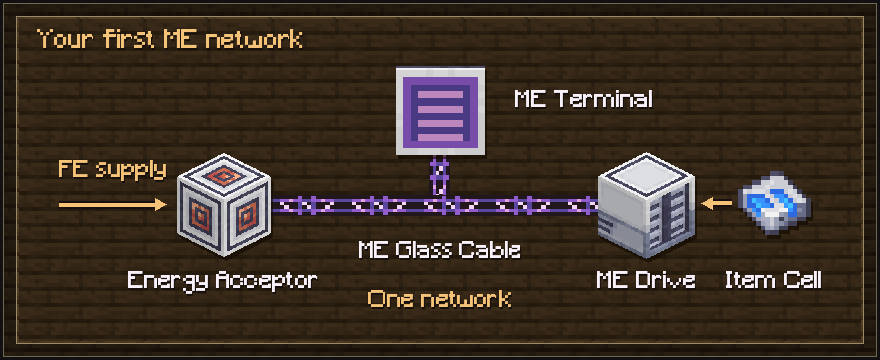 Your first ME network
ME Terminal
FE supply
ME Glass Cable
Energy Acceptor
ME Drive
Item Cell
One network